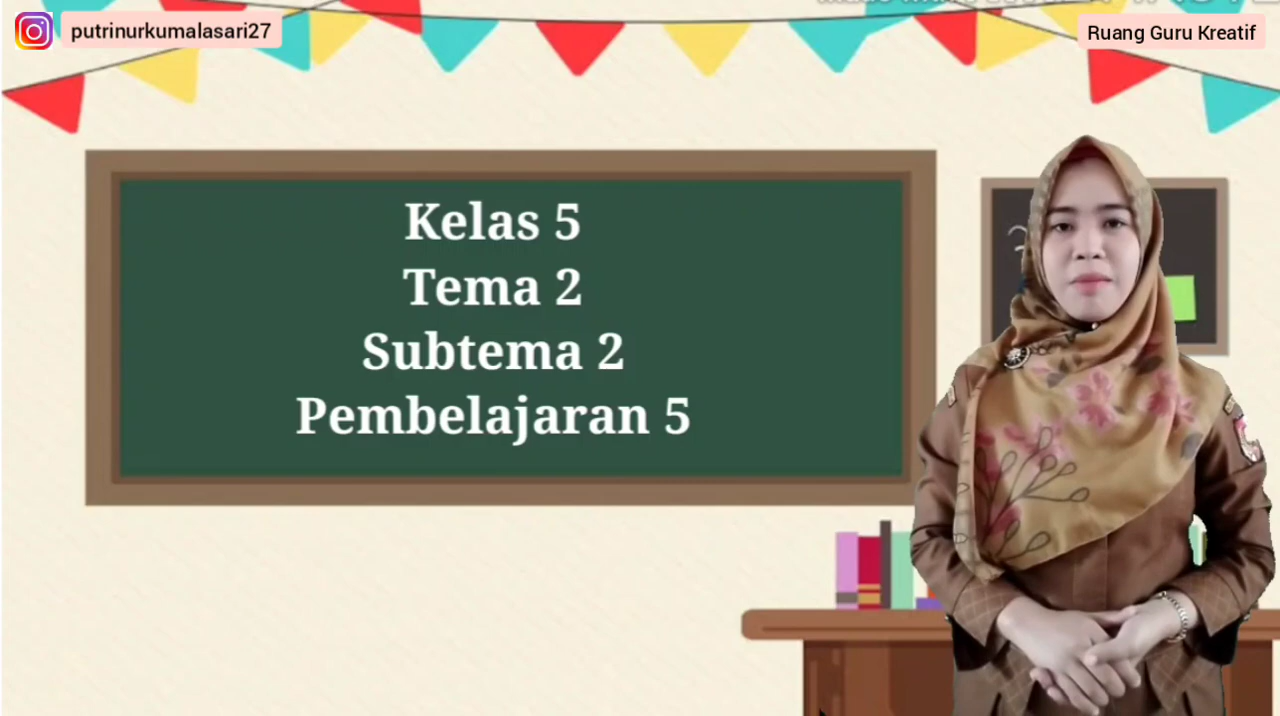 putrinurkumalasari27
Ruang Guru Kreatif
Kelas 5
Tema 2
Subtema 2
Pembelajaran 5